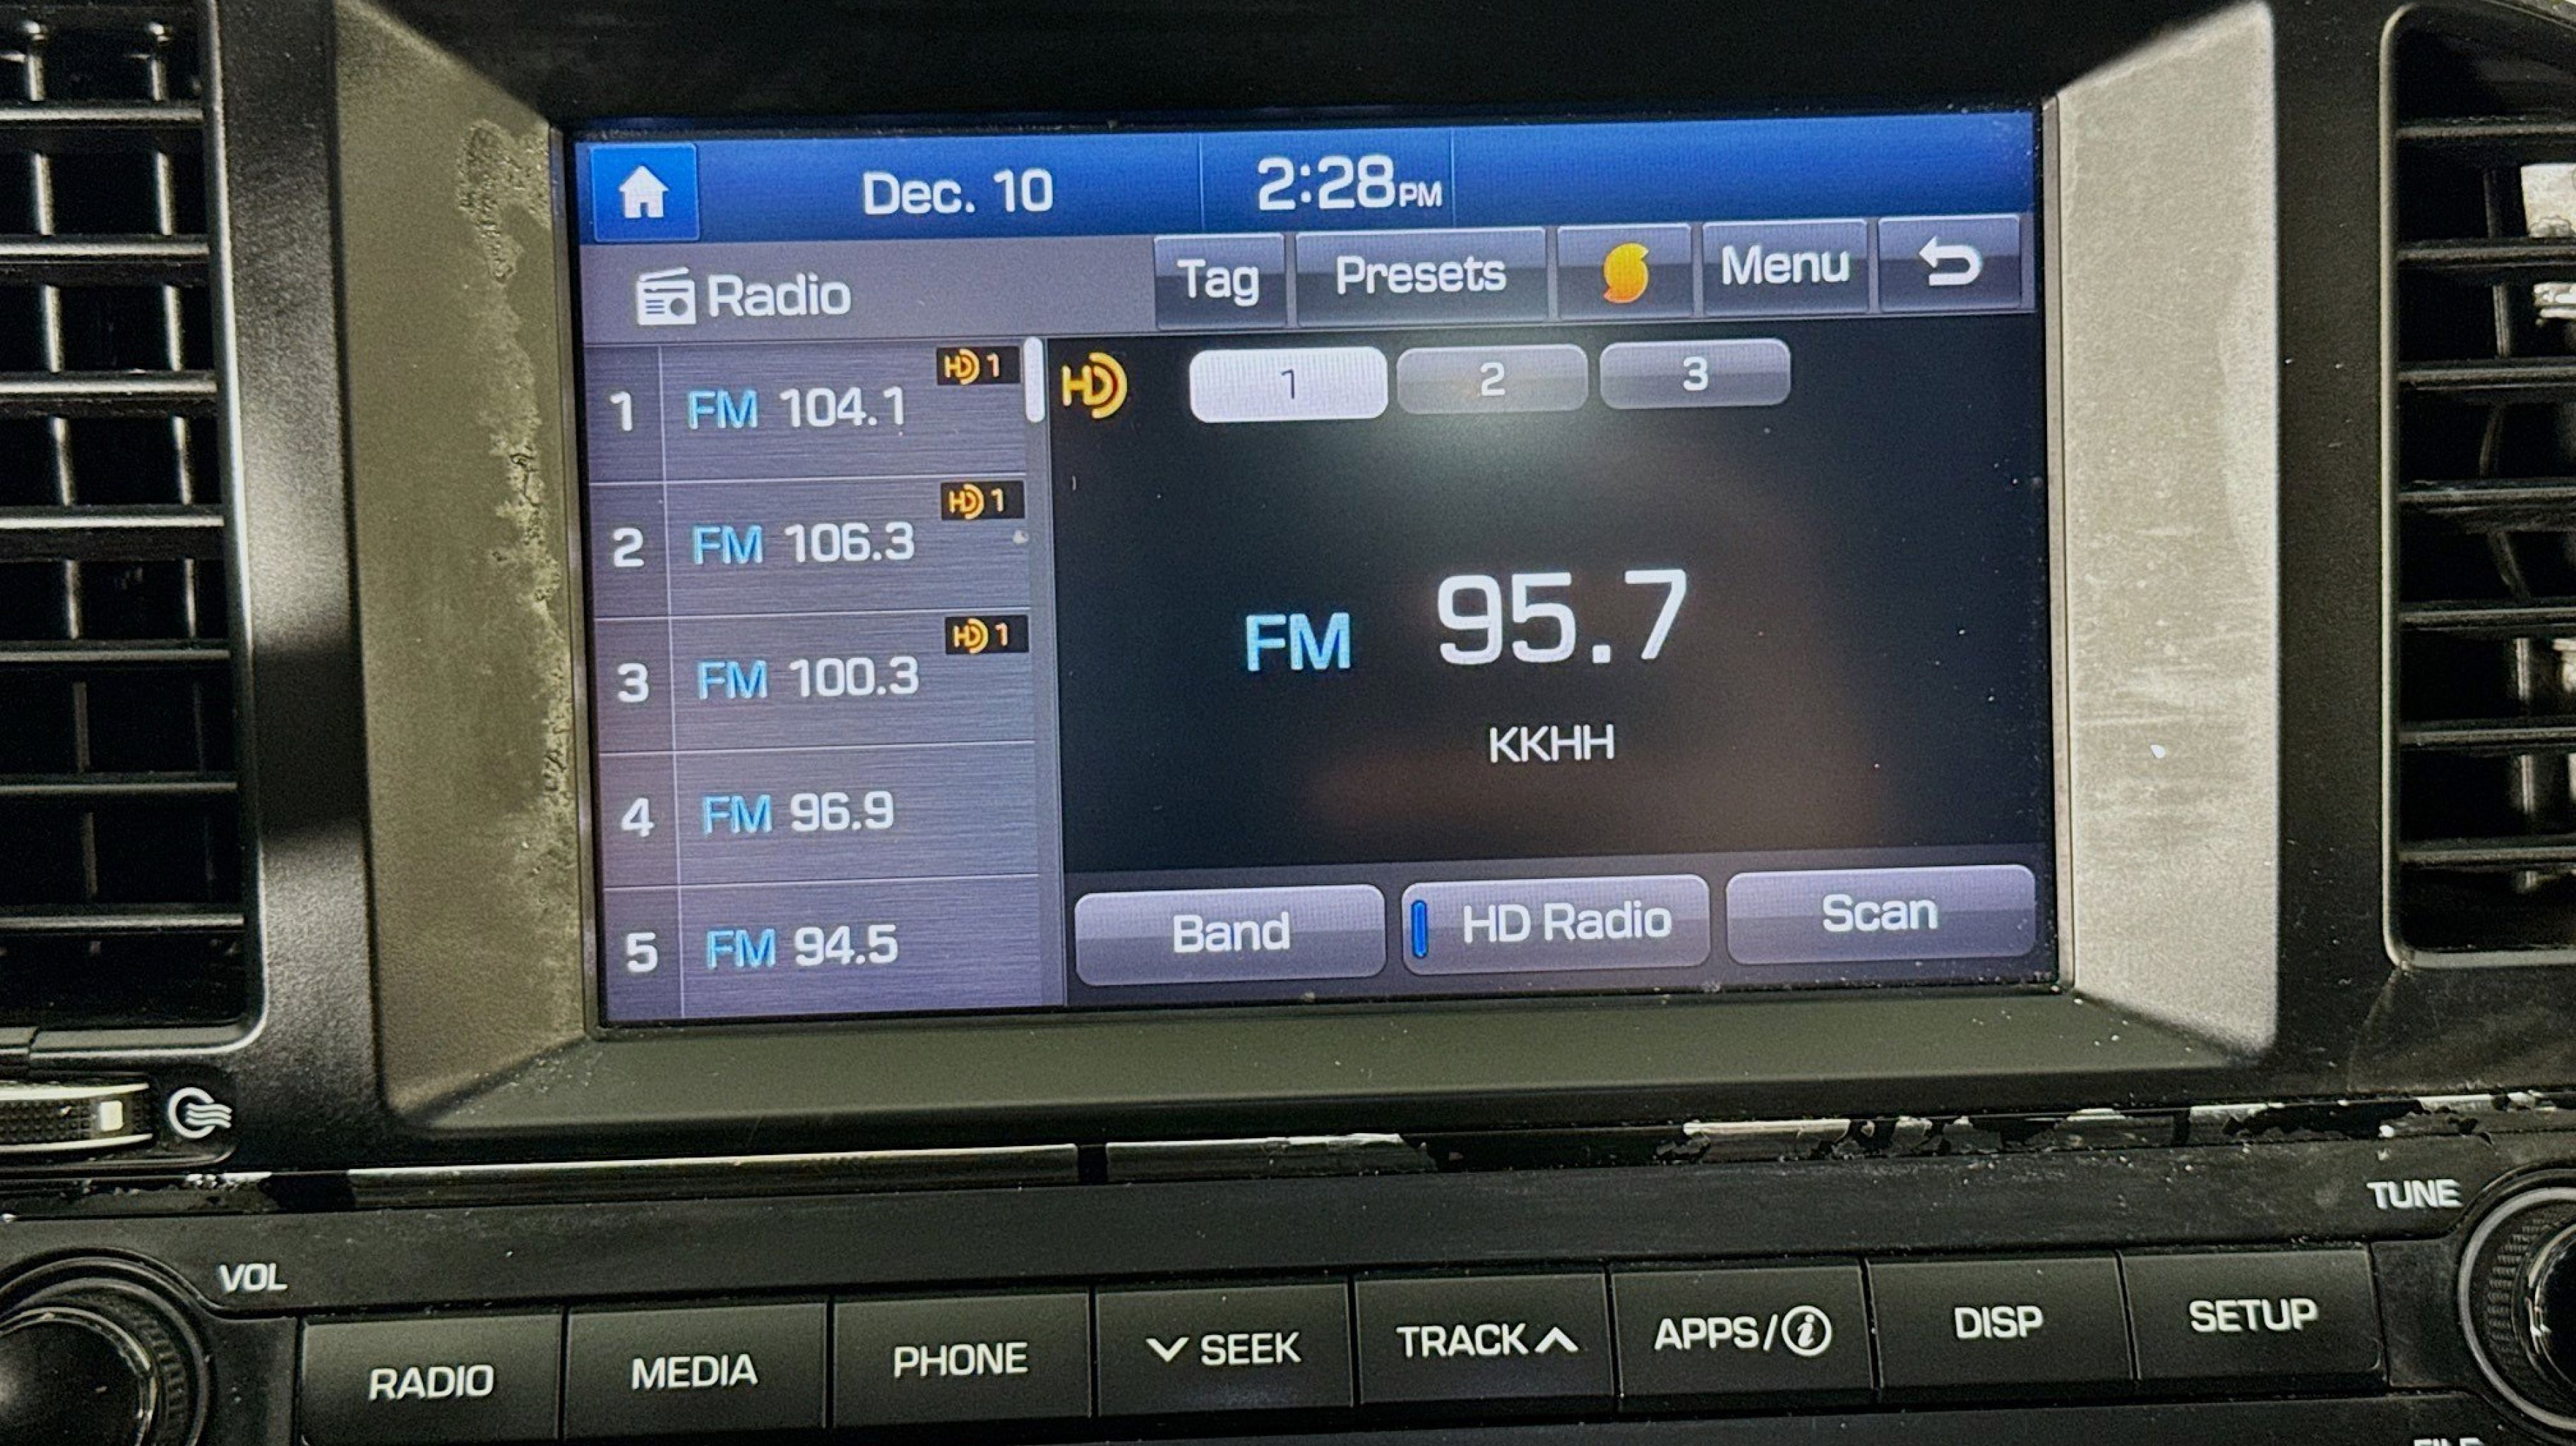 Dec. 10 2:28PM
Radio Tag Presets Menu
1 FM 104.1 HD 1
2 FM 106.3 HD 1
3 FM 100.3 HD 1
4 FM 96.9
5 FM 94.5
HD 1 2 3
FM 95.7
KKHH
Band HD Radio Scan
VOL TUNE
RADIO MEDIA PHONE SEEK TRACK APPS/i DISP SETUP